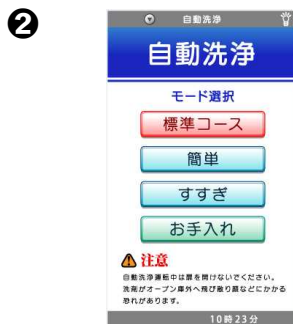 ❷
自動洗浄
自動洗浄
モード選択
標準コース
簡単
すすぎ
お手入れ
注意
自動洗浄運転中は扉を開けないでください。
洗剤がオーブン庫外へ飛び散り顔などにかかる
恐れがあります。
10時23分